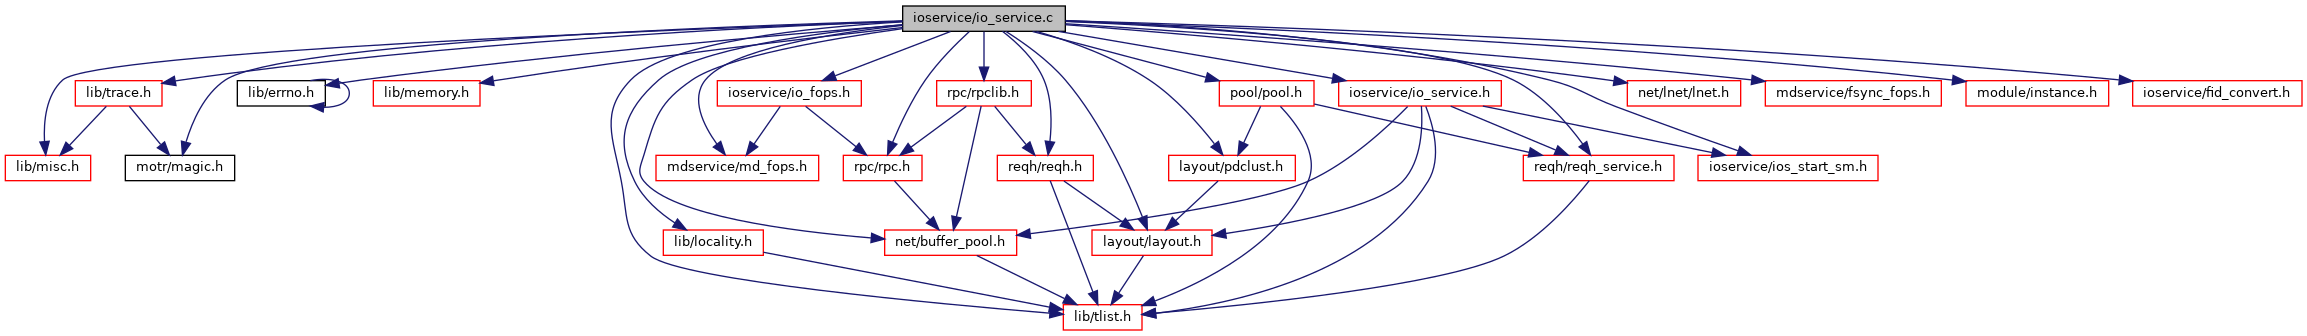 ioservice/io_service.c
lib/trace.h
lib/errno.h
lib/memory.h
ioservice/io_fops.h
rpc/rpclib.h
pool/pool.h
ioservice/io_service.h
net/lnet/lnet.h
mdservice/fsync_fops.h
module/instance.h
ioservice/fid_convert.h
lib/misc.h
motr/magic.h
mdservice/md_fops.h
rpc/rpc.h
reqh/reqh.h
layout/pdclust.h
reqh/reqh_service.h
ioservice/ios_start_sm.h
lib/locality.h
net/buffer_pool.h
layout/layout.h
lib/tlist.h